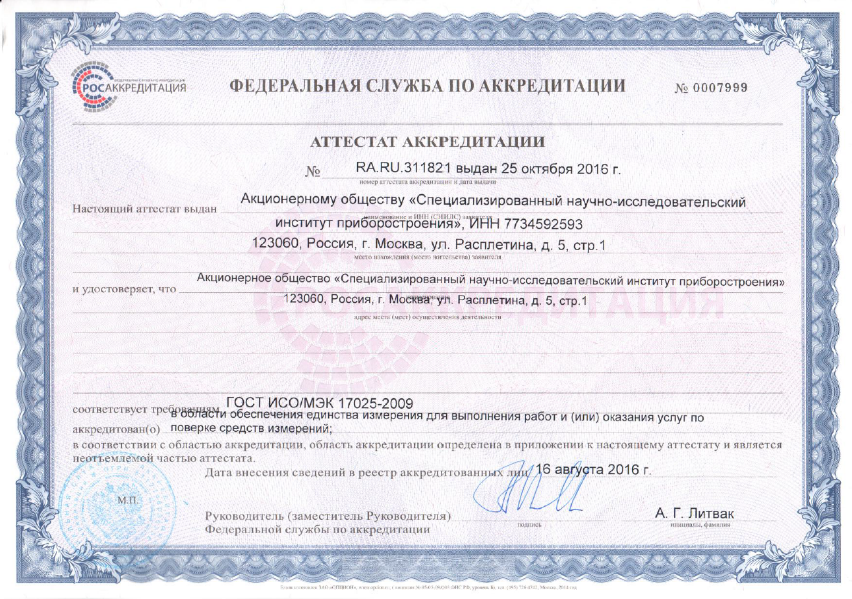 РОСАККРЕДИТАЦИЯ
ФЕДЕРАЛЬНАЯ СЛУЖБА ПО АККРЕДИТАЦИИ
№ 0007999
АТТЕСТАТ АККРЕДИТАЦИИ
№ RA.RU.311821 выдан 25 октября 2016 г.
номер аттестата аккредитации и дата выдачи
Настоящий аттестат выдан Акционерному обществу «Специализированный научно-исследовательский
институт приборостроения», ИНН 7734592593
наименование и ИНН (СНИЛС) заявителя
123060, Россия, г. Москва, ул. Расплетина, д. 5, стр.1
место нахождения (место жительства) заявителя
и удостоверяет, что Акционерное общество «Специализированный научно-исследовательский институт приборостроения»
123060, Россия, г. Москва, ул. Расплетина, д. 5, стр.1
адрес места (мест) осуществления деятельности
соответствует требованиям ГОСТ ИСО/МЭК 17025-2009
аккредитован(о) в области обеспечения единства измерения для выполнения работ и (или) оказания услуг по
поверке средств измерений;
в соответствии с областью аккредитации, область аккредитации определена в приложении к настоящему аттестату и является
неотъемлемой частью аттестата.
Дата внесения сведений в реестр аккредитованных лиц 16 августа 2016 г.
М.П.
Руководитель (заместитель Руководителя)
Федеральной службы по аккредитации
подпись
А. Г. Литвак
инициалы, фамилия